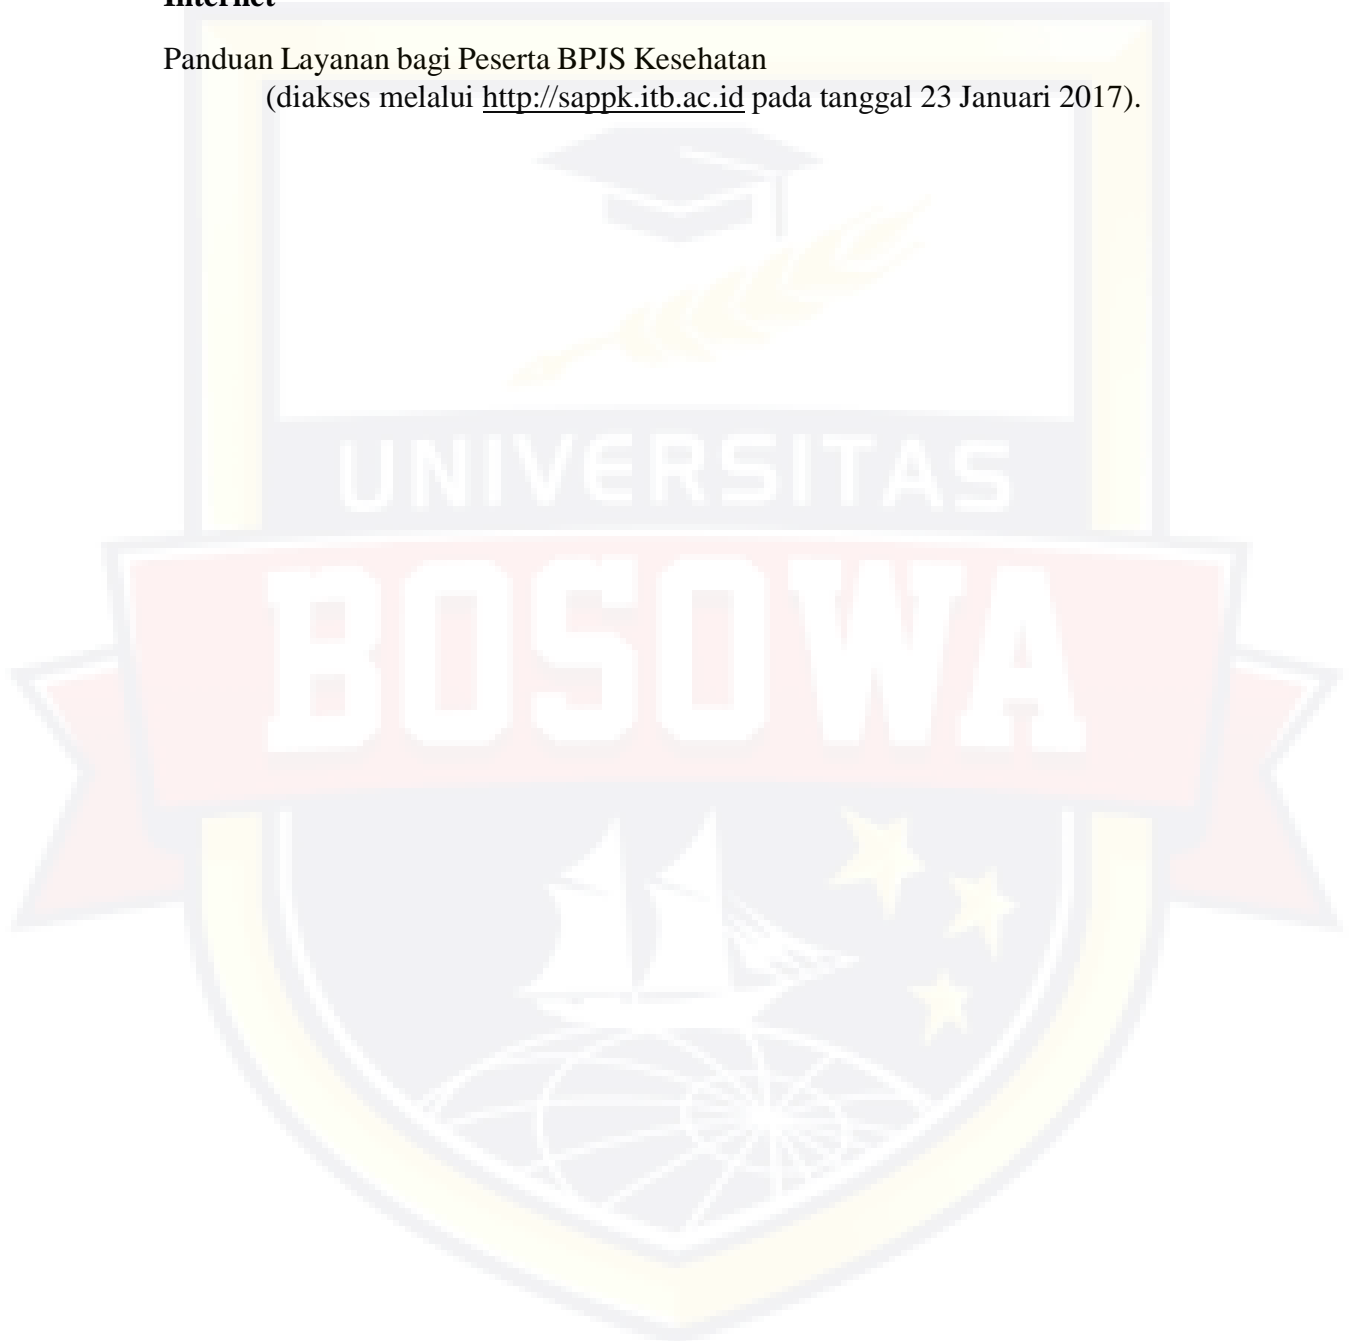 Internet
Panduan Layanan bagi Peserta BPJS Kesehatan
(diakses melalui http://sappk.itb.ac.id pada tanggal 23 Januari 2017).
UNIVERSITAS
BOSOWA